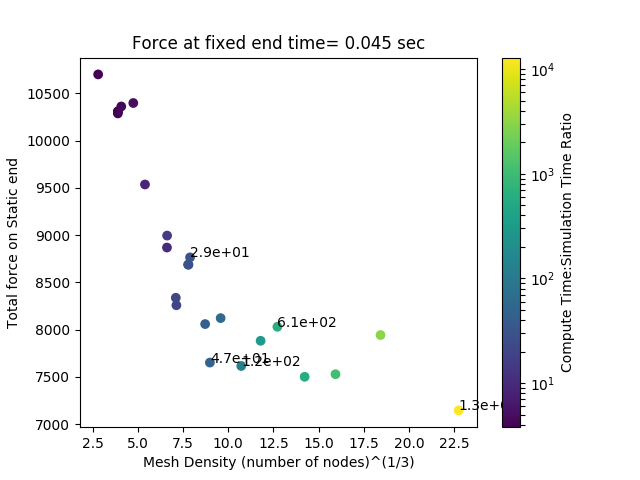 Force at fixed end time= 0.045 sec
Total force on Static end
10500
10000
9500
9000
8500
8000
7500
7000
2.9e+01
6.1e+02
4.7e+01
1.2e+02
2.5
5.0
7.5
10.0
12.5
15.0
17.5
20.0
22.5
Mesh Density (number of nodes)^(1/3)
10^4
10^3
10^2
10^1
Compute Time:Simulation Time Ratio